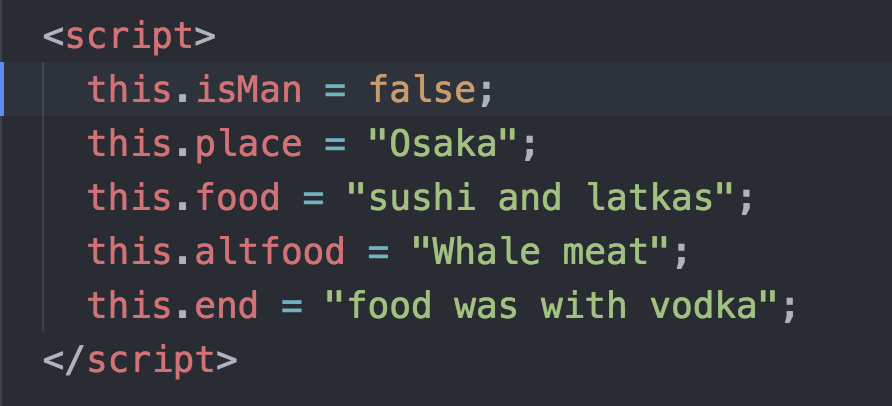 <script>
this.isMan = false;
this.place = "Osaka";
this.food = "sushi and latkas";
this.altfood = "Whale meat";
this.end = "food was with vodka";
</script>